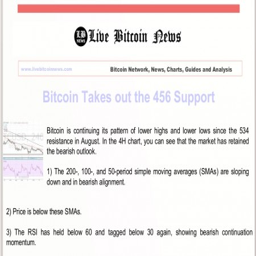 Live Bitcoin News
www.livebitcoinnews.com
Bitcoin Network, News, Charts, Guides and Analysis
Bitcoin Takes out the 456 Support
Bitcoin is continuing its pattern of lower highs and lower lows since the 534
resistance in August. In the 4H chart, you can see that the market has retained
the bearish outlook.
1) The 200-, 100-, and 50-period simple moving averages (SMAs) are sloping
down and in bearish alignment.
2) Price is below these SMAs.
3) The RSI has held below 60 and tagged below 30 again, showing bearish continuation
momentum.